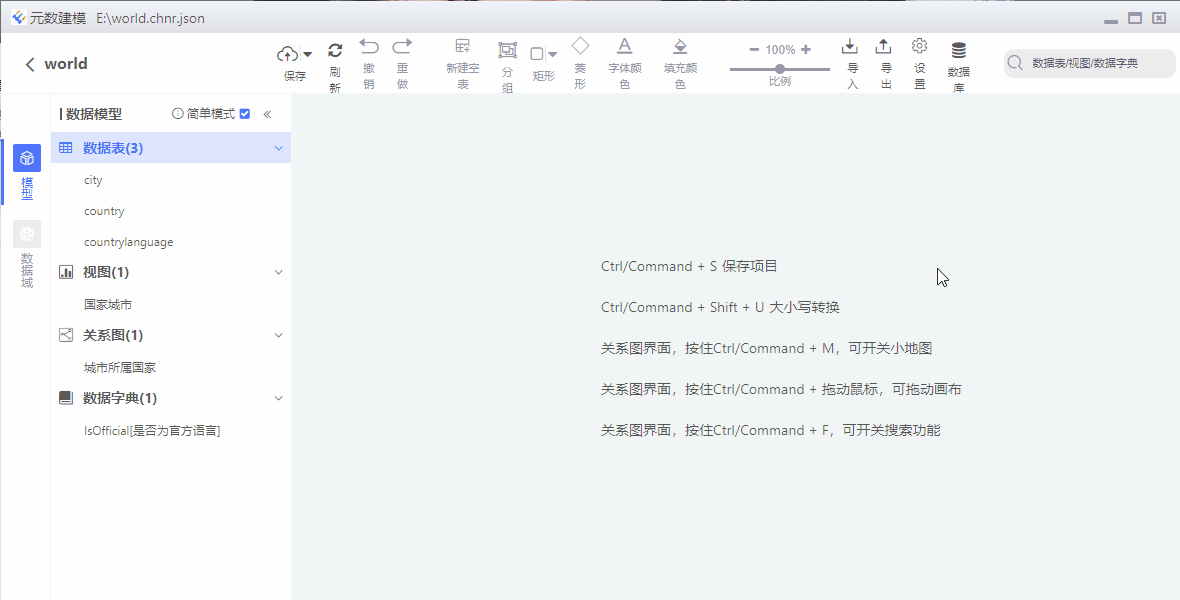 元数建模 E:\world.chnr.json
world
保存
刷新
撤销
重做
新建空表
分组
矩形
菱形
字体颜色
填充颜色
100%
比例
导入
导出
设置
数据库
数据表/视图/数据字典
模型
数据域
数据模型 简单模式
数据表(3)
city
country
countrylanguage
视图(1)
国家城市
关系图(1)
城市所属国家
数据字典(1)
IsOfficial[是否为官方语言]
Ctrl/Command + S 保存项目
Ctrl/Command + Shift + U 大小写转换
关系图界面，按住Ctrl/Command + M，可开关小地图
关系图界面，按住Ctrl/Command + 拖动鼠标，可拖动画布
关系图界面，按住Ctrl/Command + F，可开关搜索功能